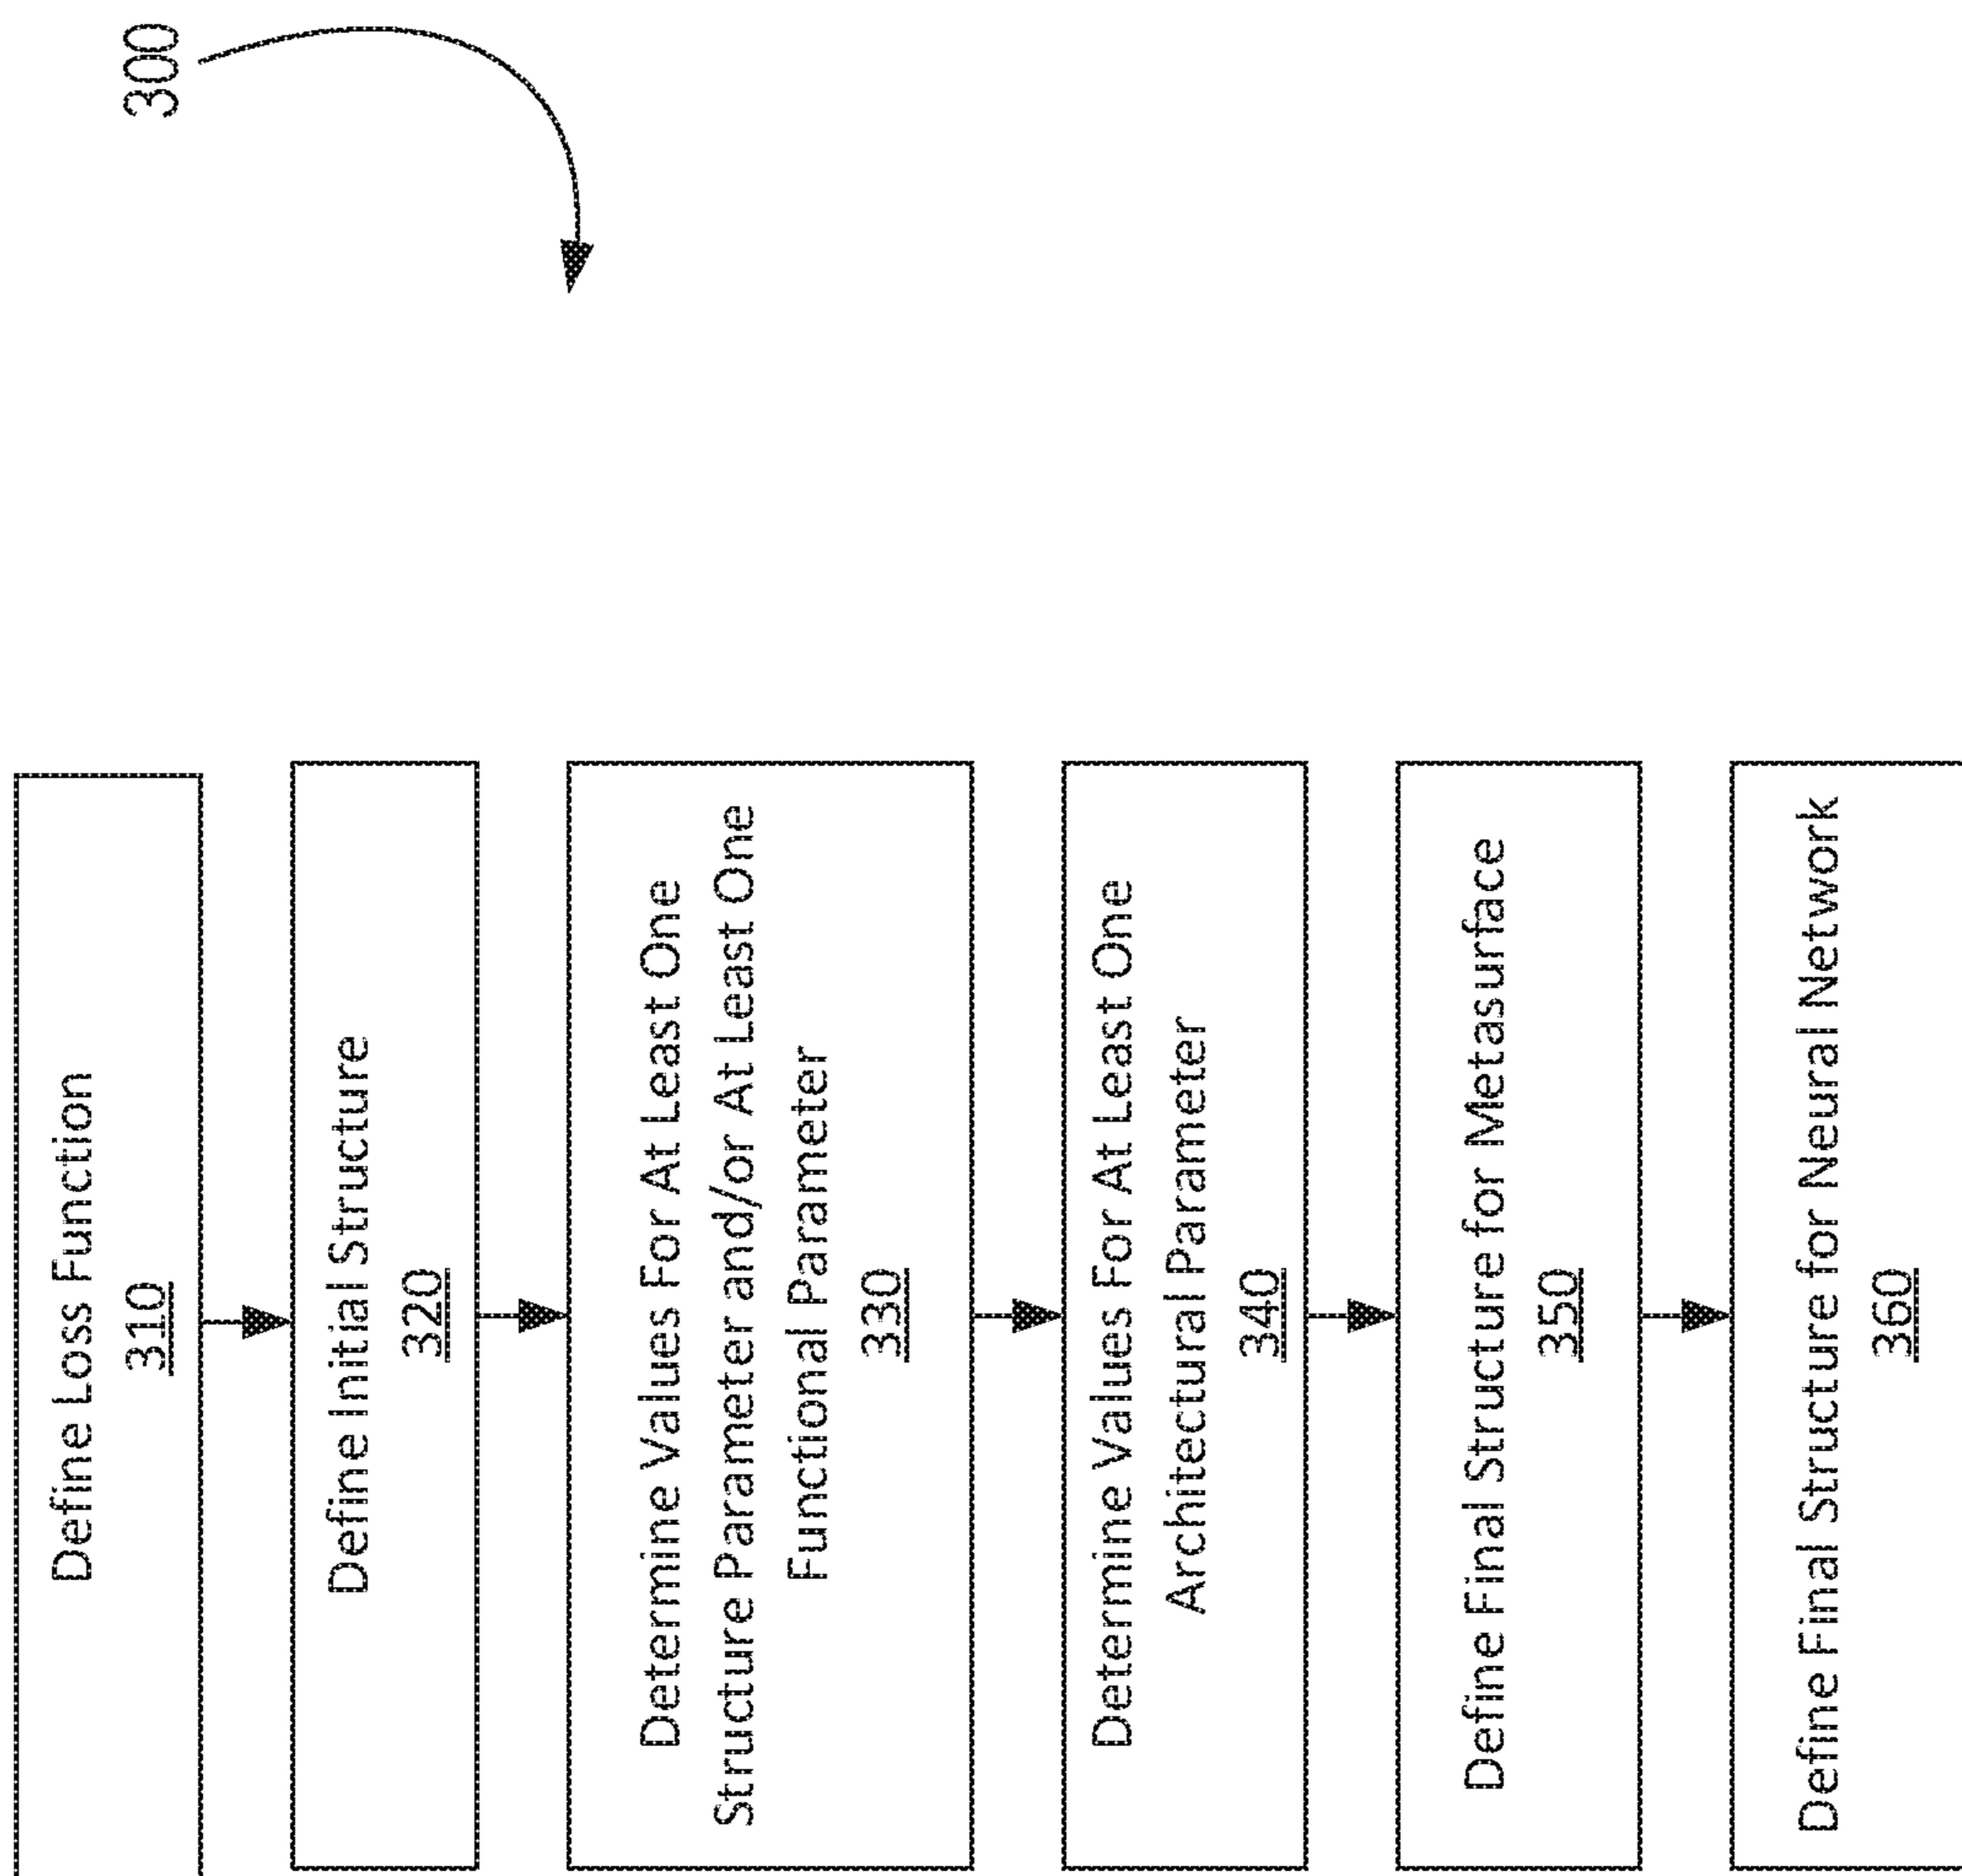 300
Define Loss Function
310
Define Initial Structure
320
Determine Values For At Least One
Structure Parameter and/or At Least One
Functional Parameter
330
Determine Values For At Least One
Architectural Parameter
340
Define Final Structure for Metasurface
350
Define Final Structure for Neural Network
360